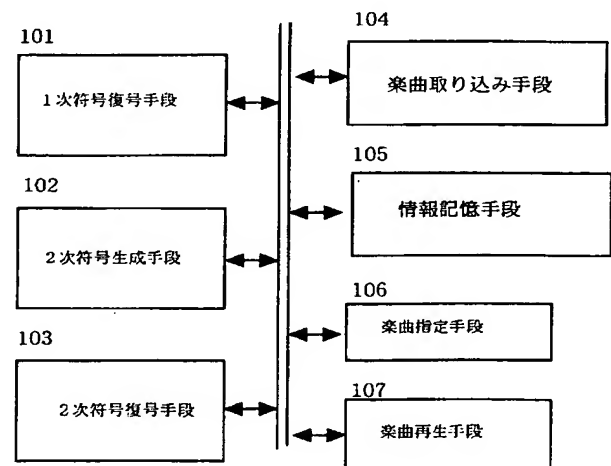 101
1次符号復号手段
102
2次符号生成手段
103
2次符号復号手段
104
楽曲取り込み手段
105
情報記憶手段
106
楽曲指定手段
107
楽曲再生手段